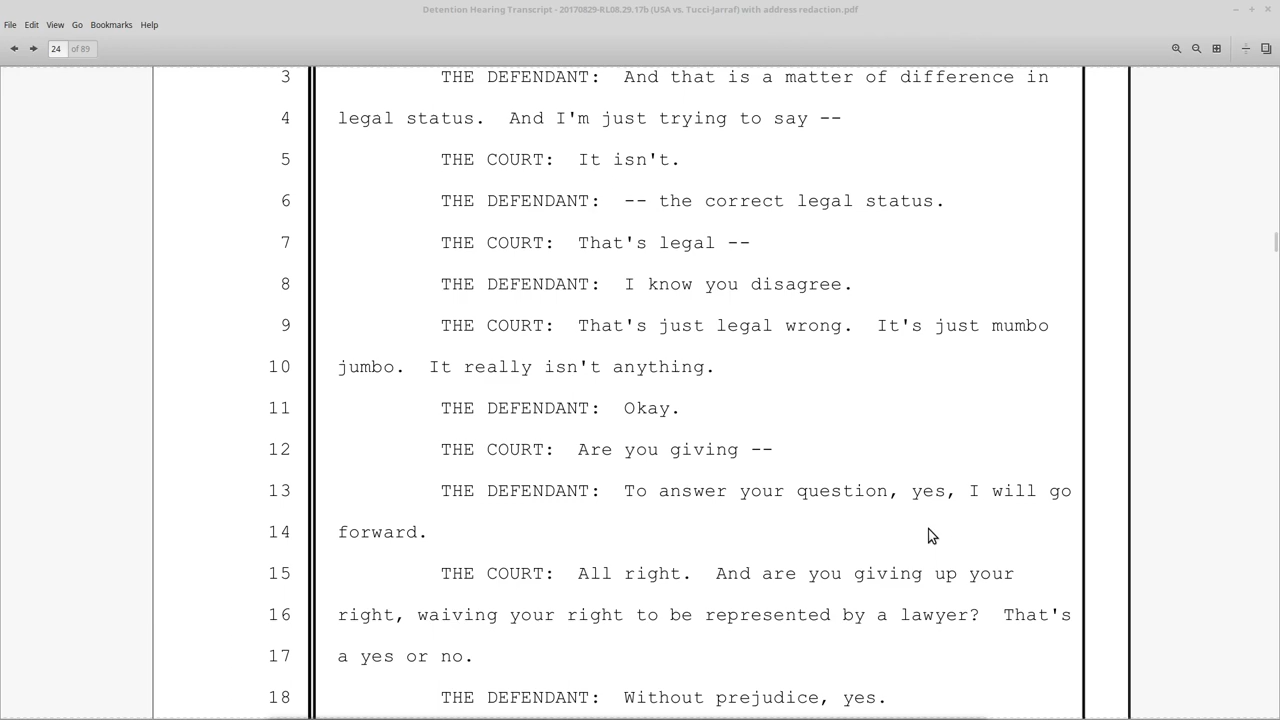 Detention Hearing Transcript - 20170829-RL08.29.17b (USA vs. Tucci-Jarraf) with address redaction.pdf
File Edit View Go Bookmarks Help
24 of 89
3 THE DEFENDANT: And that is a matter of difference in
4 legal status. And I'm just trying to say --
5 THE COURT: It isn't.
6 THE DEFENDANT: -- the correct legal status.
7 THE COURT: That's legal --
8 THE DEFENDANT: I know you disagree.
9 THE COURT: That's just legal wrong. It's just mumbo
10 jumbo. It really isn't anything.
11 THE DEFENDANT: Okay.
12 THE COURT: Are you giving --
13 THE DEFENDANT: To answer your question, yes, I will go
14 forward.
15 THE COURT: All right. And are you giving up your
16 right, waiving your right to be represented by a lawyer? That's
17 a yes or no.
18 THE DEFENDANT: Without prejudice, yes.